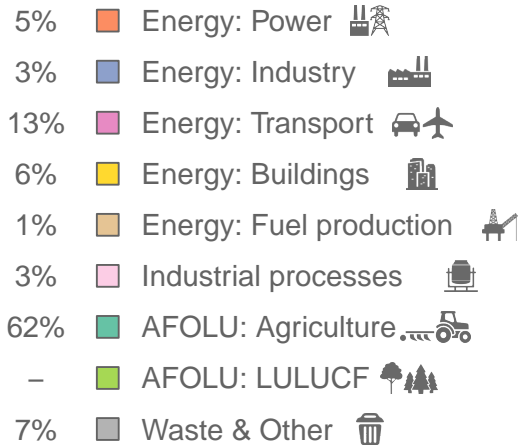 5% Energy: Power
3% Energy: Industry
13% Energy: Transport
6% Energy: Buildings
1% Energy: Fuel production
3% Industrial processes
62% AFOLU: Agriculture
– AFOLU: LULUCF
7% Waste & Other